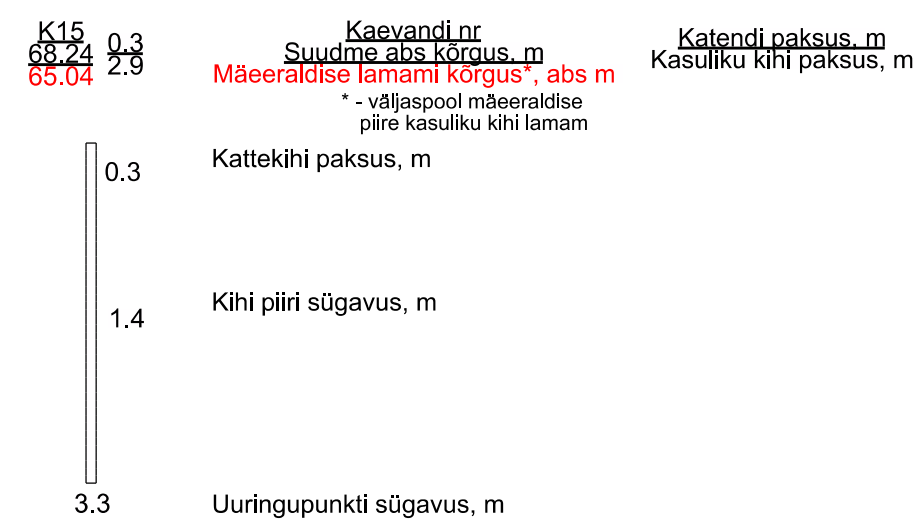 K15
68.24
65.04
0.3
2.9
Kaevandi nr
Suudme abs kõrgus, m
Mäeeraldise lamami kõrgus*, abs m
* - väljaspool mäeeraldise
piire kasuliku kihi lamam
Katendi paksus, m
Kasuliku kihi paksus, m
0.3
Kattekihi paksus, m
1.4
Kihi piiri sügavus, m
3.3
Uuringupunkti sügavus, m